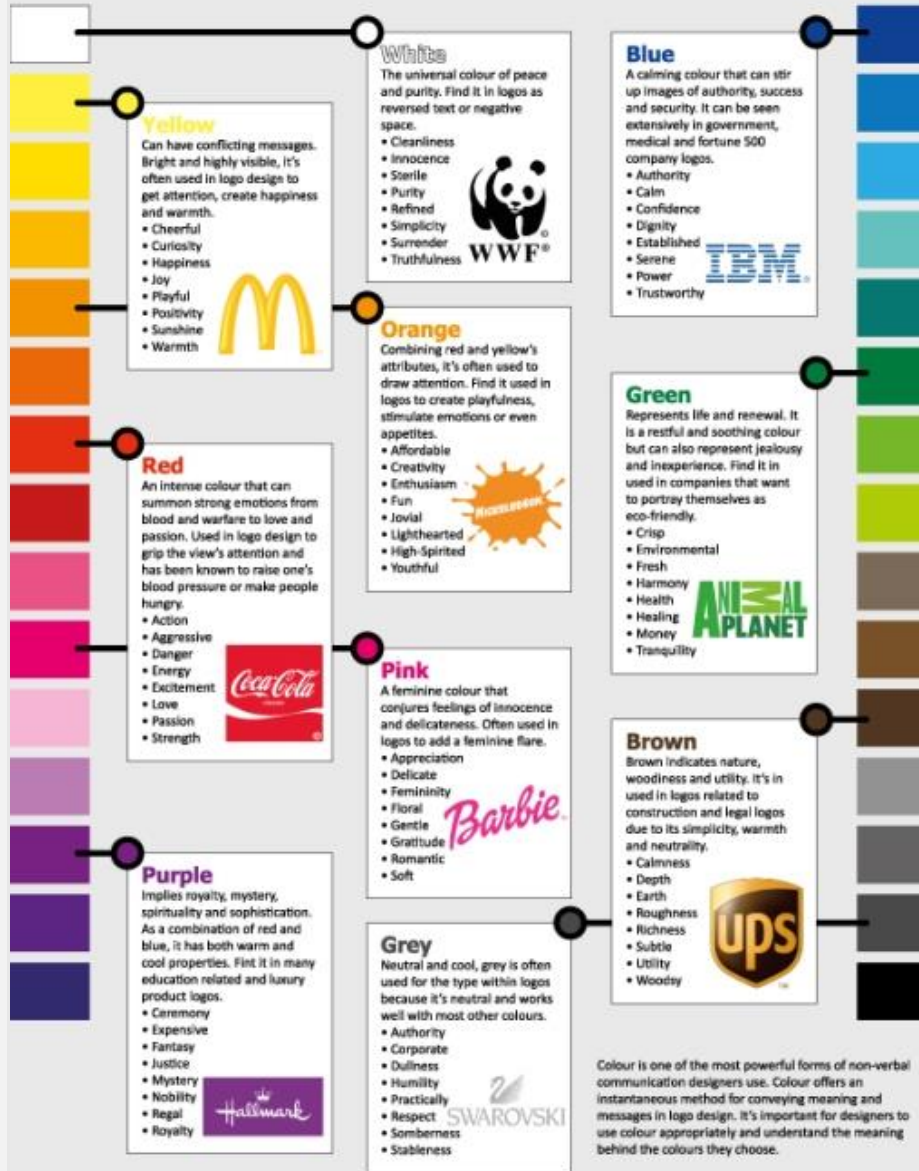 White
The universal colour of peace
and purity. Find it in logos as
reversed text or negative
space.
• Cleanliness
• Innocence
• Sterile
• Purity
• Refined
• Simplicity
• Surrender
• Truthfulness
WWF®
Blue
A calming colour that can stir
up images of authority, success
and security. It can be seen
extensively in government,
medical and fortune 500
company logos.
• Authority
• Calm
• Confidence
• Dignity
• Established
• Serene
• Power
• Trustworthy
IBM®
Yellow
Can have conflicting messages.
Bright and highly visible, it's
often used in logo design to
get attention, create happiness
and warmth.
• Cheerful
• Curiosity
• Happiness
• Joy
• Playful
• Positivity
• Sunshine
• Warmth
Orange
Combining red and yellow's
attributes, it's often used to
draw attention. Find it used in
logos to create playfulness,
stimulate emotions or even
appetites.
• Affordable
• Creativity
• Enthusiasm
• Fun
• Jovial
• Lighthearted
• High-Spirited
• Youthful
NICKELODEON
Green
Represents life and renewal. It
is a restful and soothing colour
but can also represent jealousy
and inexperience. Find it in
used in companies that want
to portray themselves as
eco-friendly.
• Crisp
• Environmental
• Fresh
• Harmony
• Health
• Healing
• Money
• Tranquility
ANIMAL
PLANET
Red
An intense colour that can
summon strong emotions from
blood and warfare to love and
passion. Used in logo design to
grip the view's attention and
has been known to raise one's
blood pressure or make people
hungry.
• Action
• Aggressive
• Danger
• Energy
• Excitement
• Love
• Passion
• Strength
Coca-Cola
Pink
A feminine colour that
conjures feelings of innocence
and delicateness. Often used in
logos to add a feminine flare.
• Appreciation
• Delicate
• Femininity
• Floral
• Gentle
• Gratitude
• Romantic
• Soft
Barbie
Brown
Brown indicates nature,
woodiness and utility. It's in
used in logos related to
construction and legal logos
due to its simplicity, warmth
and neutrality.
• Calmness
• Depth
• Earth
• Roughness
• Richness
• Subtle
• Utility
• Woodsy
ups
Purple
Implies royalty, mystery,
spirituality and sophistication.
As a combination of red and
blue, it has both warm and
cool properties. Fint it in many
education related and luxury
product logos.
• Ceremony
• Expensive
• Fantasy
• Justice
• Mystery
• Nobility
• Regal
• Royalty
Hallmark
Grey
Neutral and cool, grey is often
used for the type within logos
because it's neutral and works
well with most other colours.
• Authority
• Corporate
• Dullness
• Humility
• Practically
• Respect
• Somberness
• Stableness
SWAROVSKI
Colour is one of the most powerful forms of non-verbal
communication designers use. Colour offers an
instantaneous method for conveying meaning and
messages in logo design. It's important for designers to
use colour appropriately and understand the meaning
behind the colours they choose.